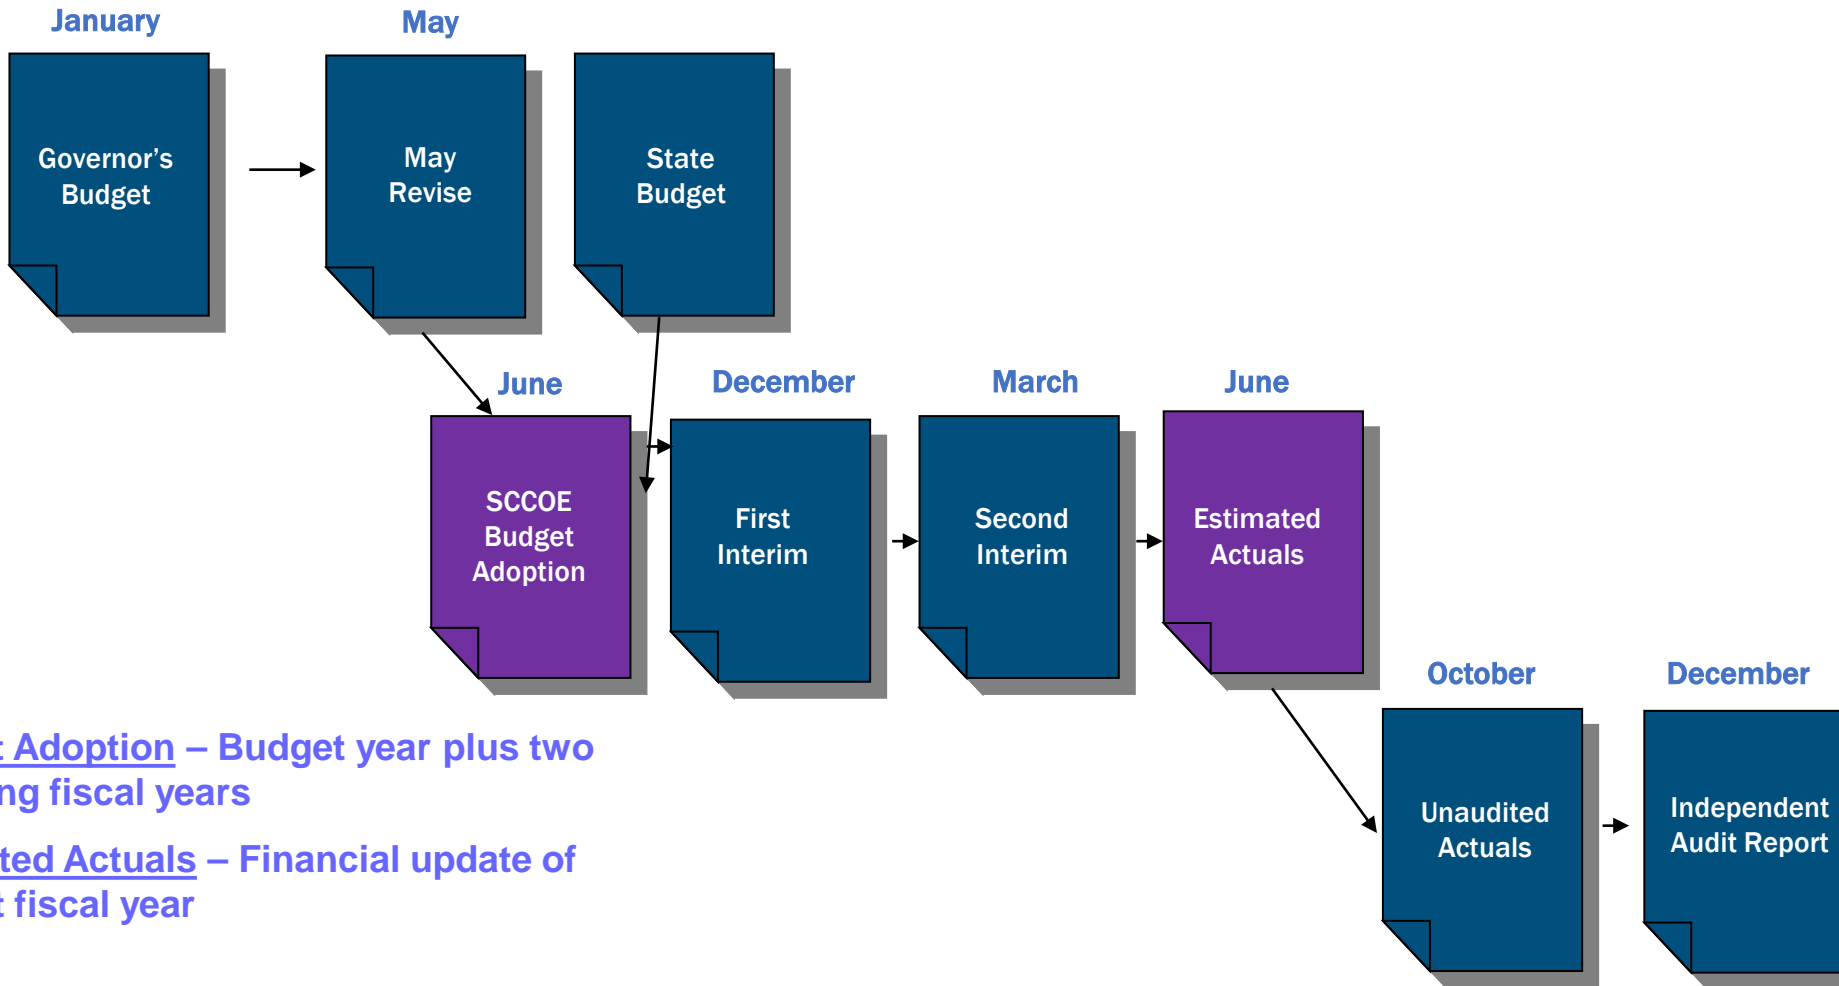 January
May
Governor's
Budget
May
Revise
State
Budget
June
December
March
June
SCCOE
Budget
Adoption
First
Interim
Second
Interim
Estimated
Actuals
October
December
Unaudited
Actuals
Independent
Audit Report
Adoption – Budget year plus two
fiscal years
Actuals – Financial update of
fiscal year